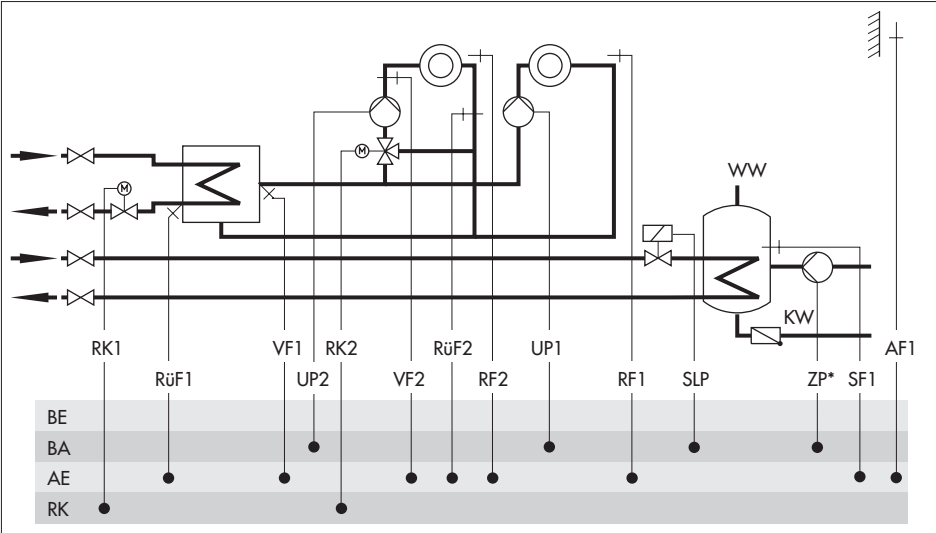 M
M
WW
KW
RK1 VF1 RK2 RüF2 UP1 AF1
RüF1 UP2 VF2 RF2 RF1 SLP ZP* SF1
BE
BA
AE
RK